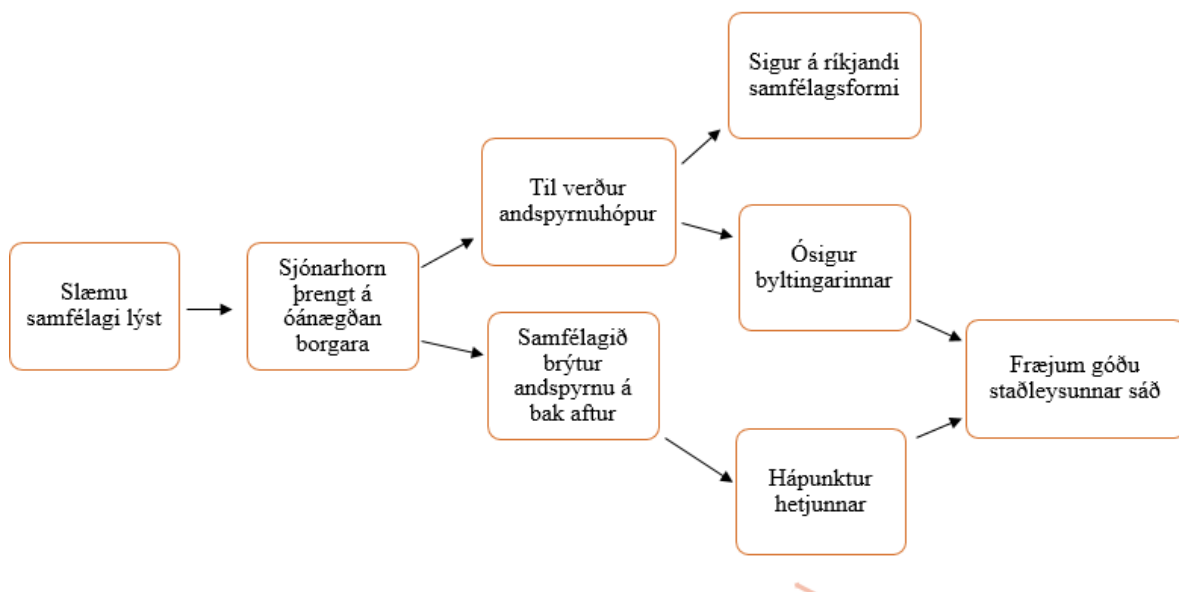 Slæmu
samfélagi lýst
Sjónarhorn
þrengt á
óánægðan
borgara
Til verður
andspyrnuhópur
Samfélagið
brýtur
andspyrnu á
bak aftur
Sigur á ríkjandi
samfélagsformi
Ósigur
byltingarinnar
Hápunktur
hetjunnar
Fræjum góðu
staðleysunnar sáð